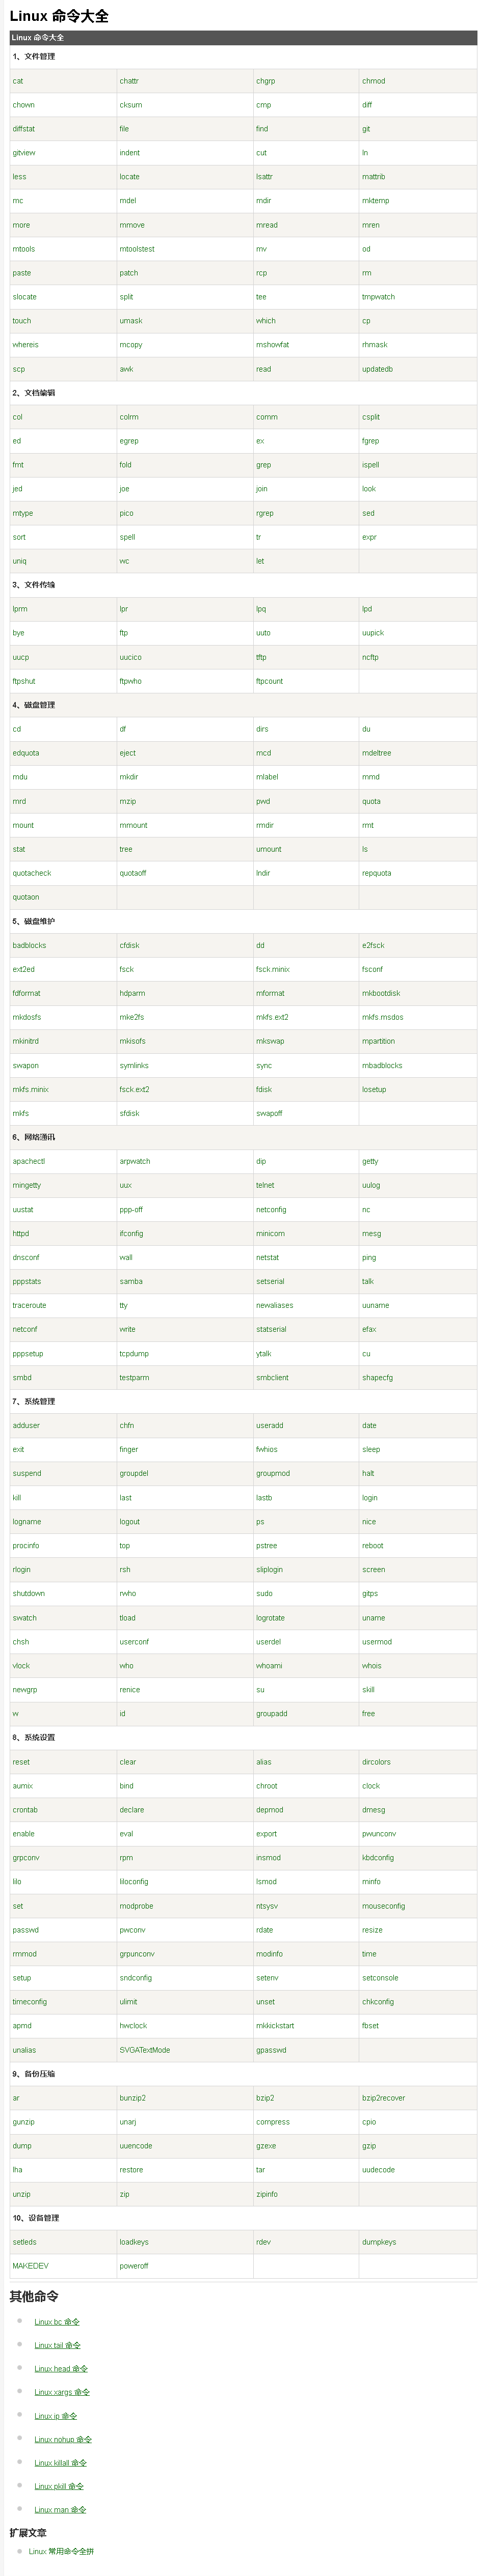 Linux 命令大全
Linux 命令大全
1、文件管理
cat chattr chgrp chmod
chown cksum cmp diff
diffstat file find git
gitview indent cut ln
less locate lsattr mattrib
mc mdel mdir mktemp
more mmove mread mren
mtools mtoolstest mv od
paste patch rcp rm
slocate split tee tmpwatch
touch umask which cp
whereis mcopy mshowfat rhmask
scp awk read updatedb
2、文档编辑
col colrm comm csplit
ed egrep ex fgrep
fmt fold grep ispell
jed joe join look
mtype pico rgrep sed
sort spell tr expr
uniq wc let
3、文件传输
lprm lpr lpq lpd
bye ftp uuto uupick
uucp uucico tftp ncftp
ftpshut ftpwho ftpcount
4、磁盘管理
cd df dirs du
edquota eject mcd mdeltree
mdu mkdir mlabel mmd
mrd mzip pwd quota
mount mmount rmdir rmt
stat tree umount ls
quotacheck quotaoff lndir repquota
quotaon
5、磁盘维护
badblocks cfdisk dd e2fsck
ext2ed fsck fsck.minix fsconf
fdformat hdparm mformat mkbootdisk
mkdosfs mke2fs mkfs.ext2 mkfs.msdos
mkinitrd mkisofs mkswap mpartition
swapon symlinks sync mbadblocks
mkfs.minix fsck.ext2 fdisk losetup
mkfs sfdisk swapoff
6、网络通讯
apachectl arpwatch dip getty
mingetty uux telnet uulog
uustat ppp-off netconfig nc
httpd ifconfig minicom mesg
dnsconf wall netstat ping
pppstats samba setserial talk
traceroute tty newaliases uuname
netconf write statserial efax
pppsetup tcpdump ytalk cu
smbd testparm smbclient shapecfg
7、系统管理
adduser chfn useradd date
exit finger fwhios sleep
suspend groupdel groupmod halt
kill last lastb login
logname logout ps nice
procinfo top pstree reboot
rlogin rsh sliplogin screen
shutdown rwho sudo gitps
swatch tload logrotate uname
chsh userconf userdel usermod
vlock who whoami whois
newgrp renice su skill
w id groupadd free
8、系统设置
reset clear alias dircolors
aumix bind chroot clock
crontab declare depmod dmesg
enable eval export pwunconv
grpconv rpm insmod kbdconfig
lilo liloconfig lsmod minfo
set modprobe ntsysv mouseconfig
passwd pwconv rdate resize
rmmod grpunconv modinfo time
setup sndconfig setenv setconsole
timeconfig ulimit unset chkconfig
apmd hwclock mkkickstart fbset
unalias SVGATextMode gpasswd
9、备份压缩
ar bunzip2 bzip2 bzip2recover
gunzip unarj compress cpio
dump uuencode gzexe gzip
lha restore tar uudecode
unzip zip zipinfo
10、设备管理
setleds loadkeys rdev dumpkeys
MAKEDEV poweroff
其他命令
Linux bc 命令
Linux tail 命令
Linux head 命令
Linux xargs 命令
Linux ip 命令
Linux nohup 命令
Linux killall 命令
Linux pkill 命令
Linux man 命令
扩展文章
Linux 常用命令全拼